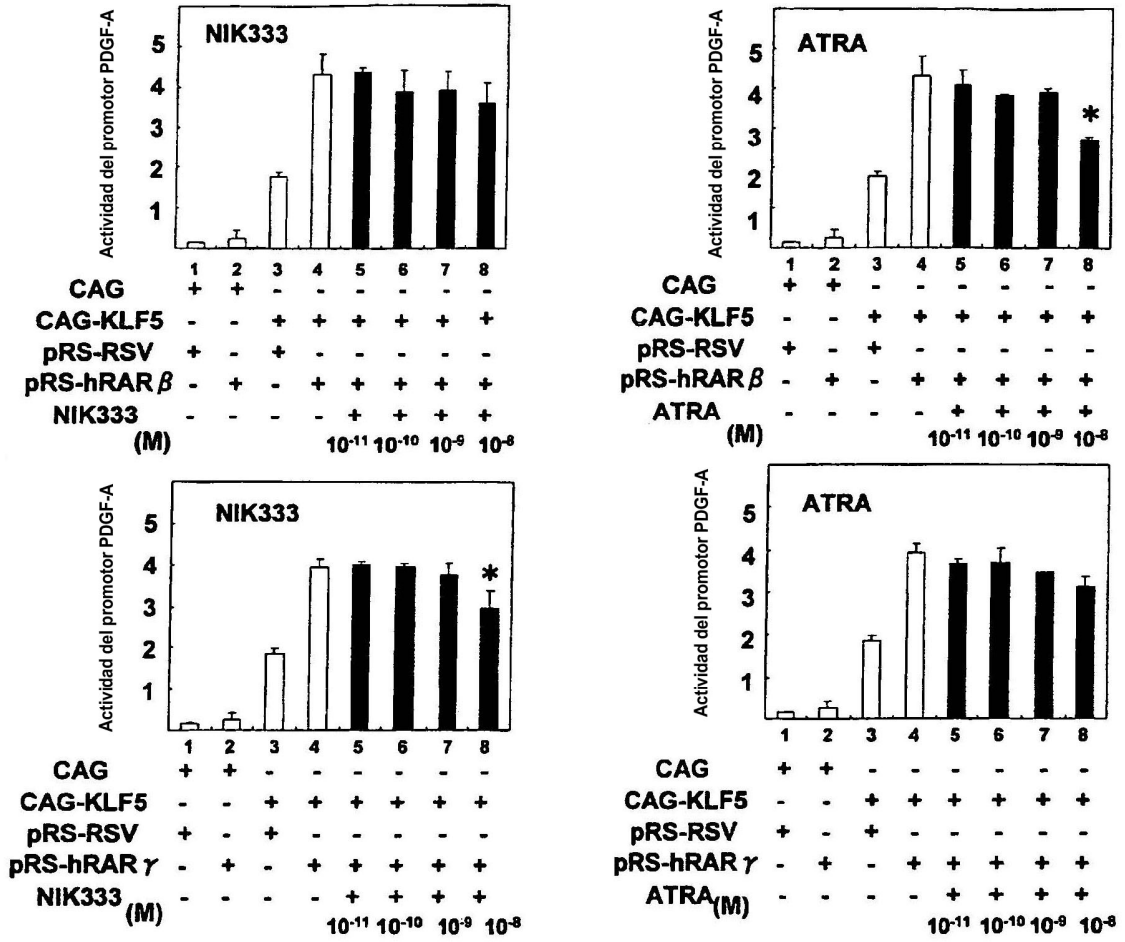 NIK333
Actividad del promotor PDGF-A
5
4
3
2
1
1 2 3 4 5 6 7 8
CAG + + - - - - - -
CAG-KLF5 - - + + + + + +
pRS-RSV + - + - - - - -
pRS-hRAR β - + - + + + + +
NIK333 - - - - + + + +
(M) 10-11 10-10 10-9 10-8
ATRA
Actividad del promotor PDGF-A
5
4
3
2
1
*
1 2 3 4 5 6 7 8
CAG + + - - - - - -
CAG-KLF5 - - + + + + + +
pRS-RSV + - + - - - - -
pRS-hRAR β - + - + + + + +
ATRA - - - - + + + +
(M) 10-11 10-10 10-9 10-8
NIK333
Actividad del promotor PDGF-A
5
4
3
2
1
*
1 2 3 4 5 6 7 8
CAG + + - - - - - -
CAG-KLF5 - - + + + + + +
pRS-RSV + - + - - - - -
pRS-hRAR γ - + - + + + + +
NIK333 (M) - - - - + + + +
10-11 10-10 10-9 10-8
ATRA
Actividad del promotor PDGF-A
5
4
3
2
1
1 2 3 4 5 6 7 8
CAG + + - - - - - -
CAG-KLF5 - - + + + + + +
pRS-RSV + - + - - - - -
pRS-hRAR γ - + - + + + + +
ATRA (M) - - - - + + + +
10-11 10-10 10-9 10-8